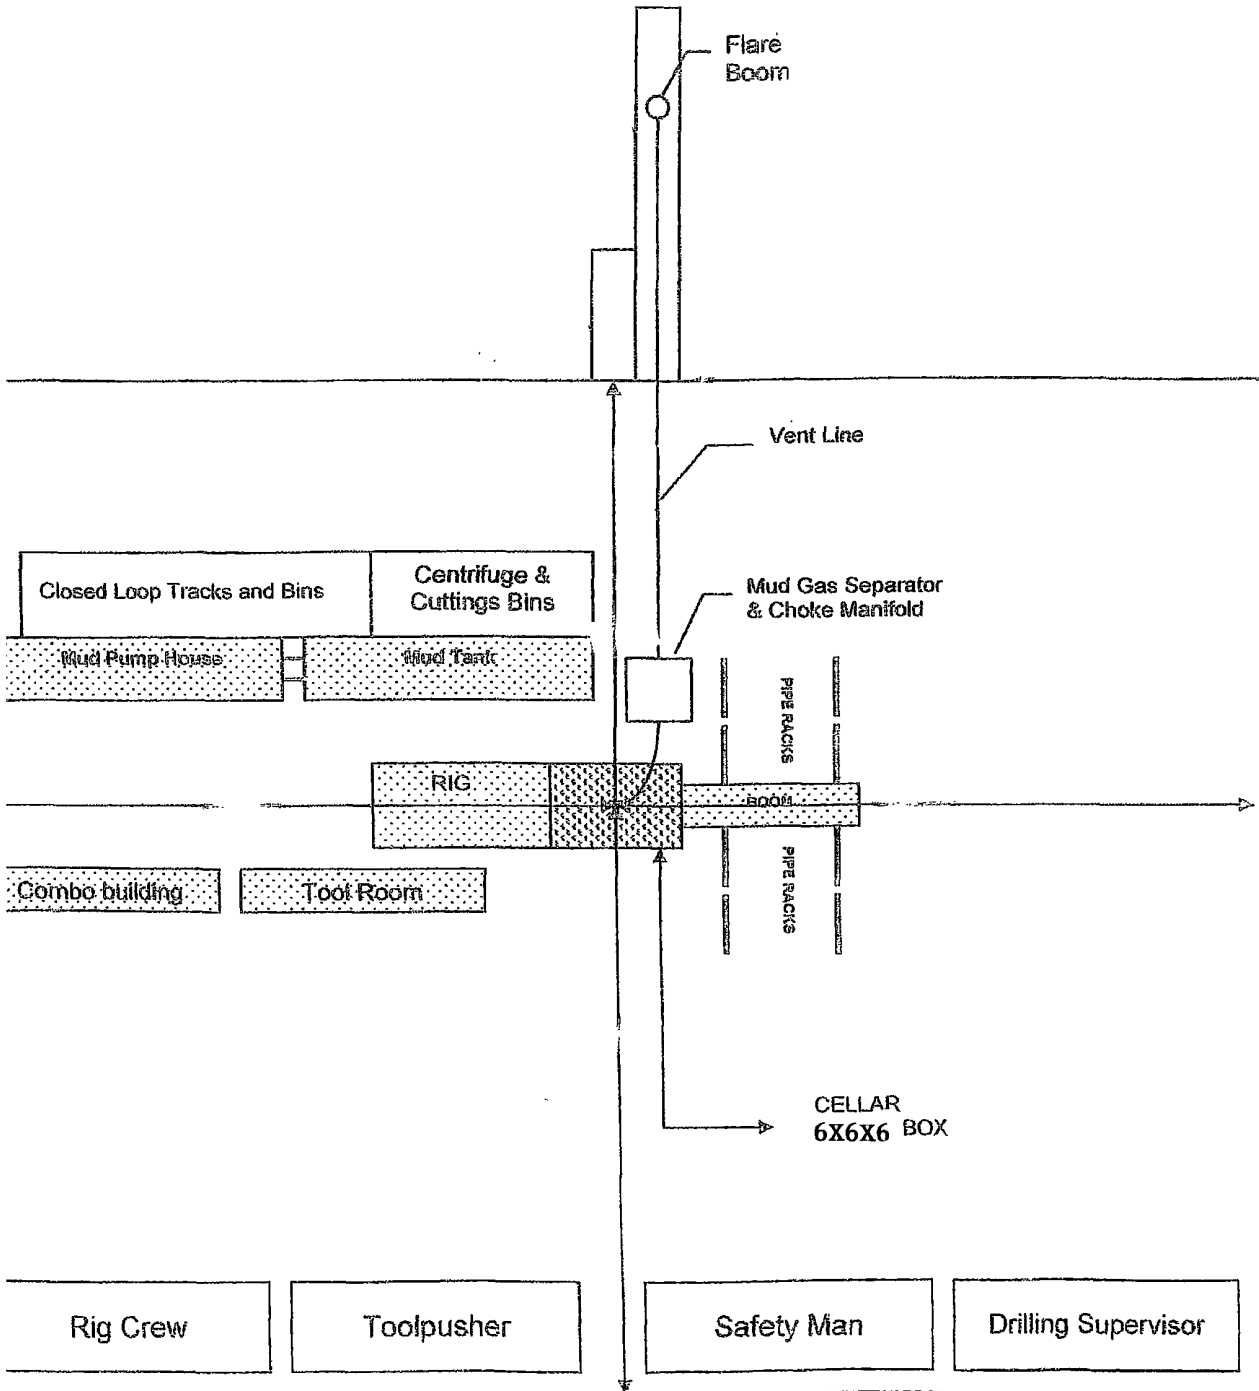 Flare
Boom
Vent Line
Closed Loop Tracks and Bins
Centrifuge &
Cuttings Bins
Mud Gas Separator
& Choke Manifold
Mud Pump House
Mud Tank
PIPE RACKS
RIG
BOOM
Combo building
Tool Room
PIPE RACKS
CELLAR
6X6X6 BOX
Rig Crew
Toolpusher
Safety Man
Drilling Supervisor